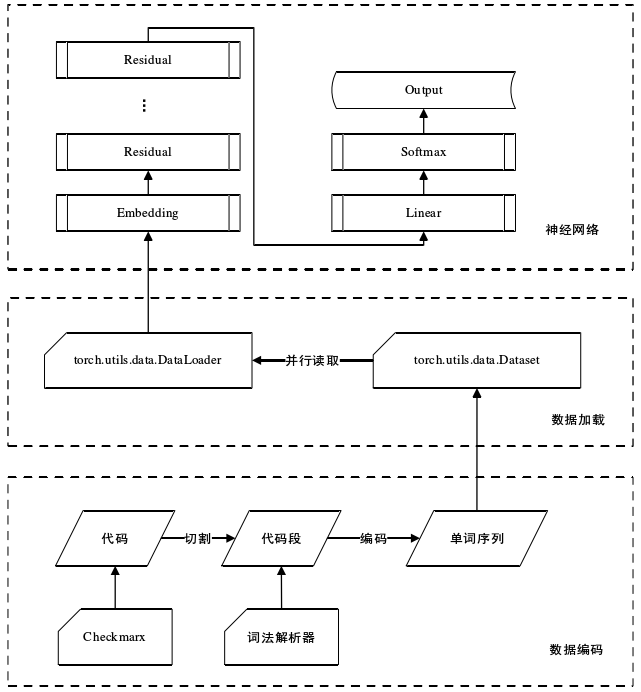 Residual
Output
⋮
Residual
Softmax
Embedding
Linear
神经网络
torch.utils.data.DataLoader
并行读取
torch.utils.data.Dataset
数据加载
代码
切割
代码段
编码
单词序列
Checkmarx
词法解析器
数据编码